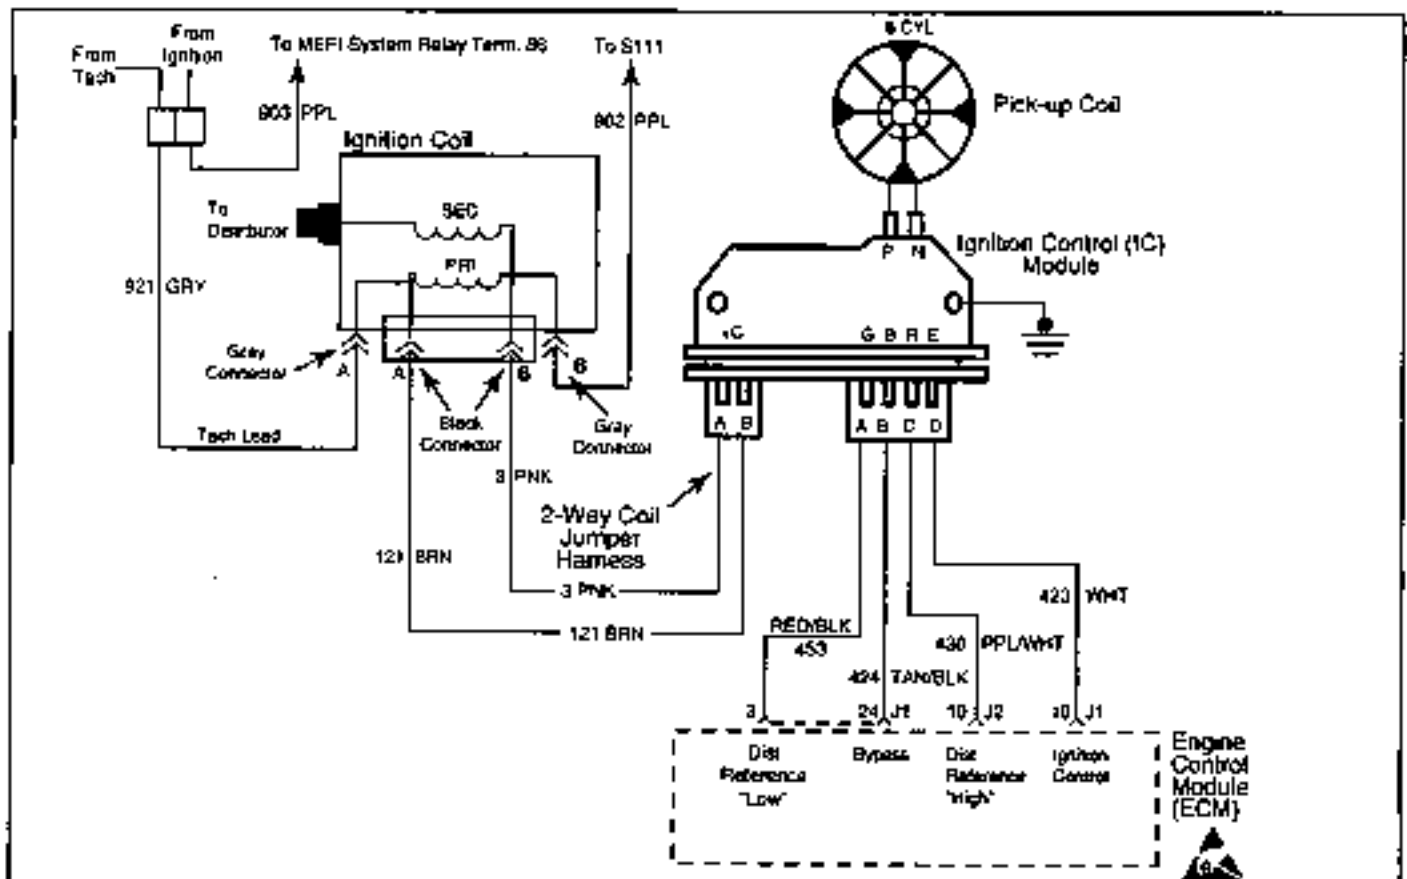 From
Tach
From
Ignition
To MEFI System Relay Term. 86
To S111
8 CYL
903 PPL
902 PPL
Pick-up Coil
Ignition Coil
To
Distributor
SEC
PRI
P N
Ignition Control (IC)
Module
921 GRY
+C
G B R E
Gray
Connector
A
A
B
B
Black
Connector
Gray
Connector
A B
A B C D
Tach Lead
3 PNK
2-Way Coil
Jumper
Harness
121 BRN
3 PNK
121 BRN
423 WHT
RED/BLK
453
430 PPL/WHT
424 TAN/BLK
3
24 J1
10 J2
J1
Dist
Reference
"Low"
Bypass
Dist
Reference
"High"
Ignition
Control
Engine
Control
Module
(ECM)